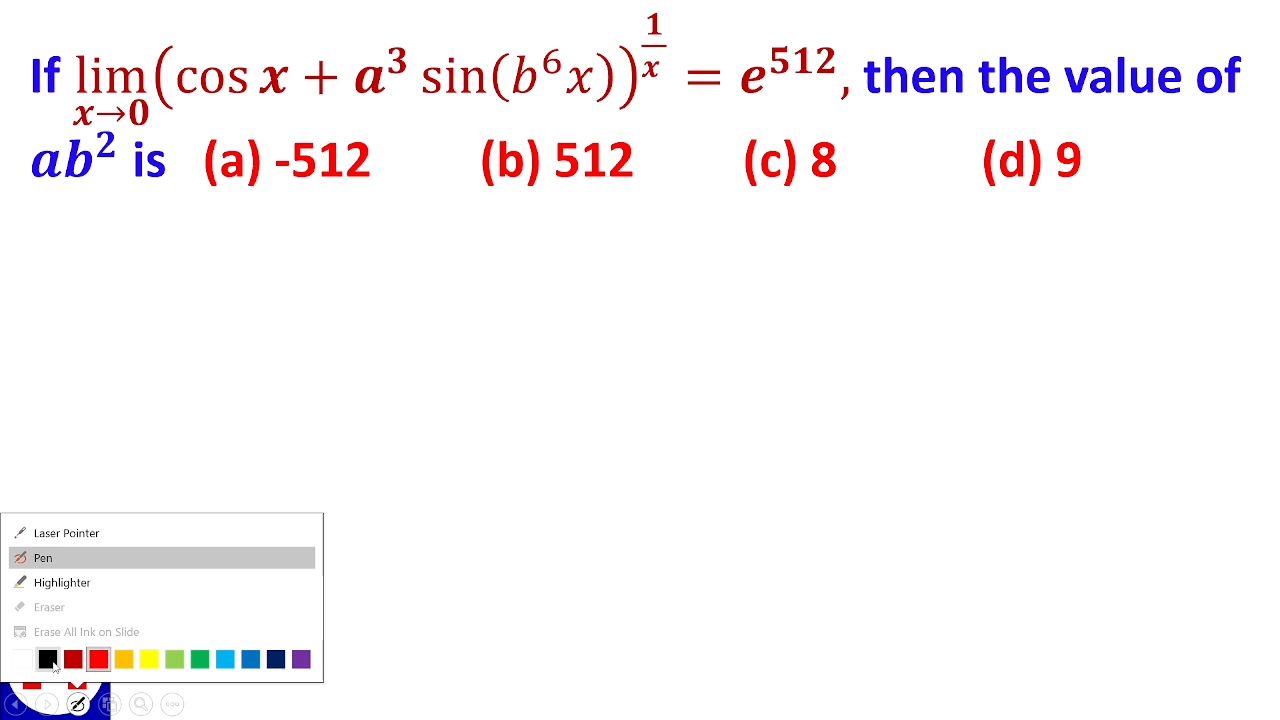 If lim x→0 (cos x + a³ sin(b⁶x))^(1/x) = e⁵¹², then the value of
ab² is (a) -512 (b) 512 (c) 8 (d) 9
Laser Pointer
Pen
Highlighter
Eraser
Erase All Ink on Slide